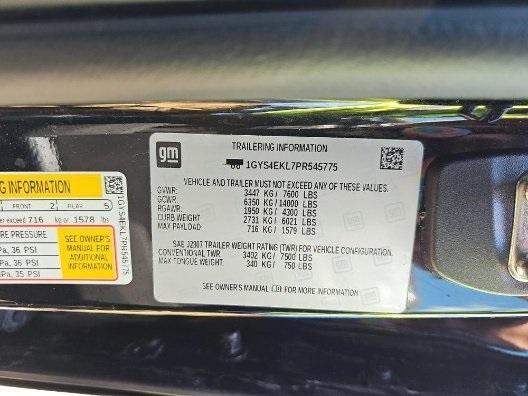 ING INFORMATION
FRONT 2 REAR 5
exceed 716 kg or 1578 lbs
E PRESSURE
Pa, 36 PSI
Pa, 36 PSI
Pa, 35 PSI
SEE OWNER'S
MANUAL FOR
ADDITIONAL
INFORMATION
1GYS4EKL7PR545775
gm
TRAILERING INFORMATION
1GYS4EKL7PR545775
VEHICLE AND TRAILER MUST NOT EXCEED ANY OF THESE VALUES.
GVWR: 3447 KG / 7600 LBS
GCWR: 6350 KG / 14000 LBS
RGAWR: 1950 KG / 4300 LBS
CURB WEIGHT 2731 KG / 6021 LBS
MAX PAYLOAD 716 KG / 1579 LBS
SAE J2807 TRAILER WEIGHT RATING (TWR) FOR VEHICLE CONFIGURATION.
CONVENTIONAL TWR: 3402 KG / 7500 LBS
MAX TONGUE WEIGHT: 340 KG / 750 LBS
SEE OWNER'S MANUAL FOR MORE INFORMATION